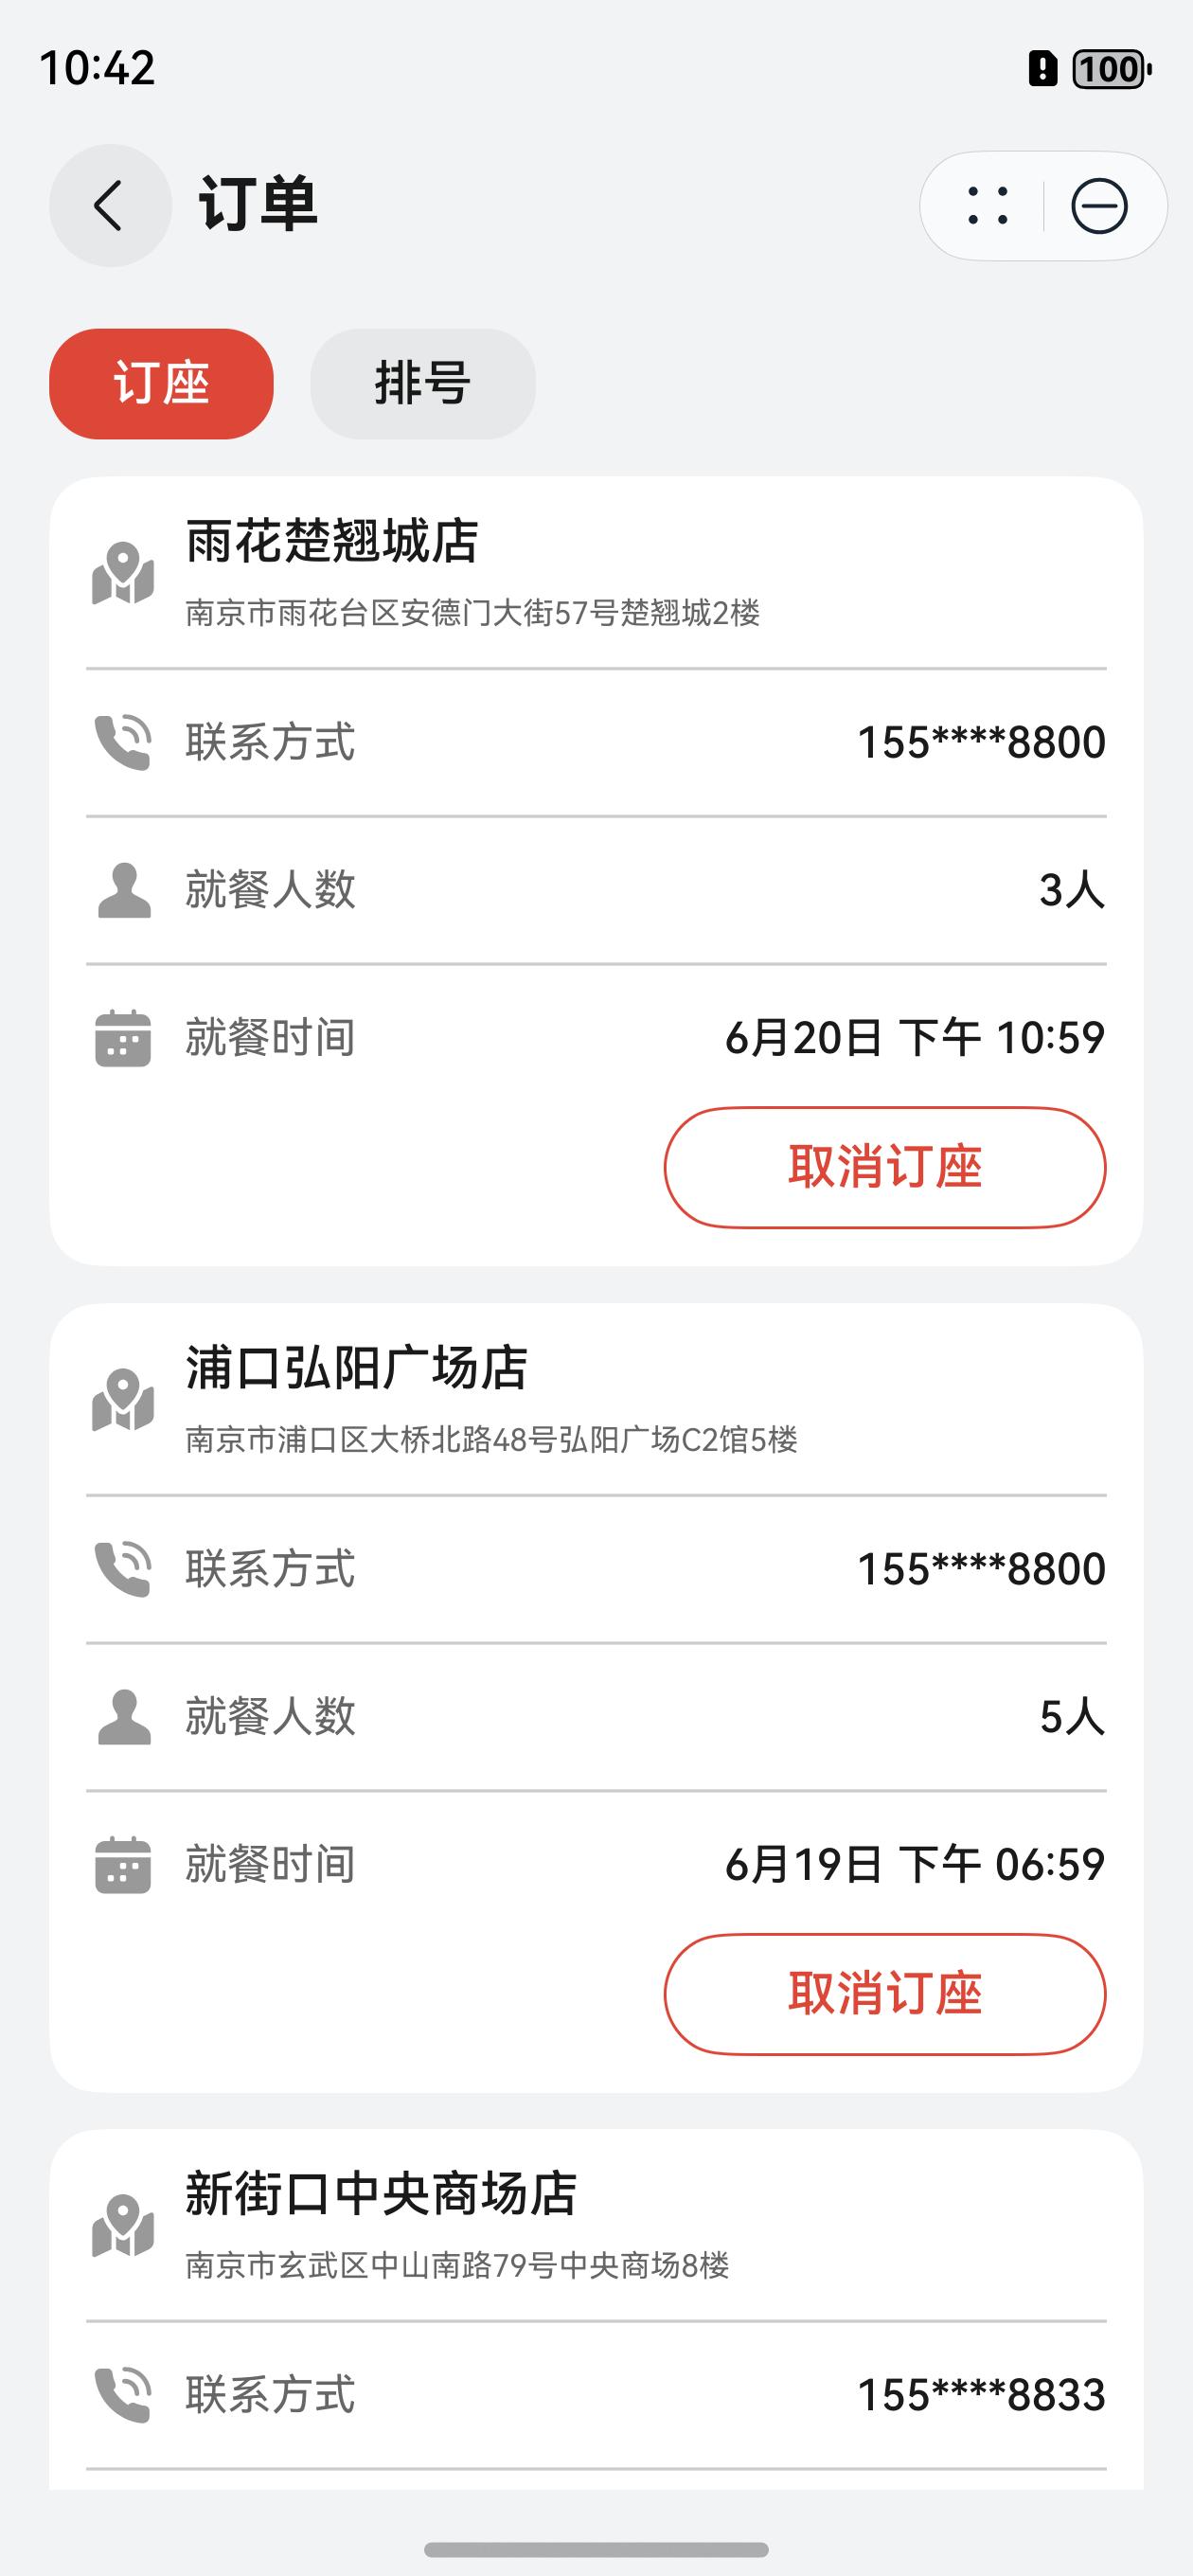 10:42
100
订单
订座 排号
雨花楚翘城店
南京市雨花台区安德门大街57号楚翘城2楼
联系方式 155****8800
就餐人数 3人
就餐时间 6月20日 下午 10:59
取消订座
浦口弘阳广场店
南京市浦口区大桥北路48号弘阳广场C2馆5楼
联系方式 155****8800
就餐人数 5人
就餐时间 6月19日 下午 06:59
取消订座
新街口中央商场店
南京市玄武区中山南路79号中央商场8楼
联系方式 155****8833